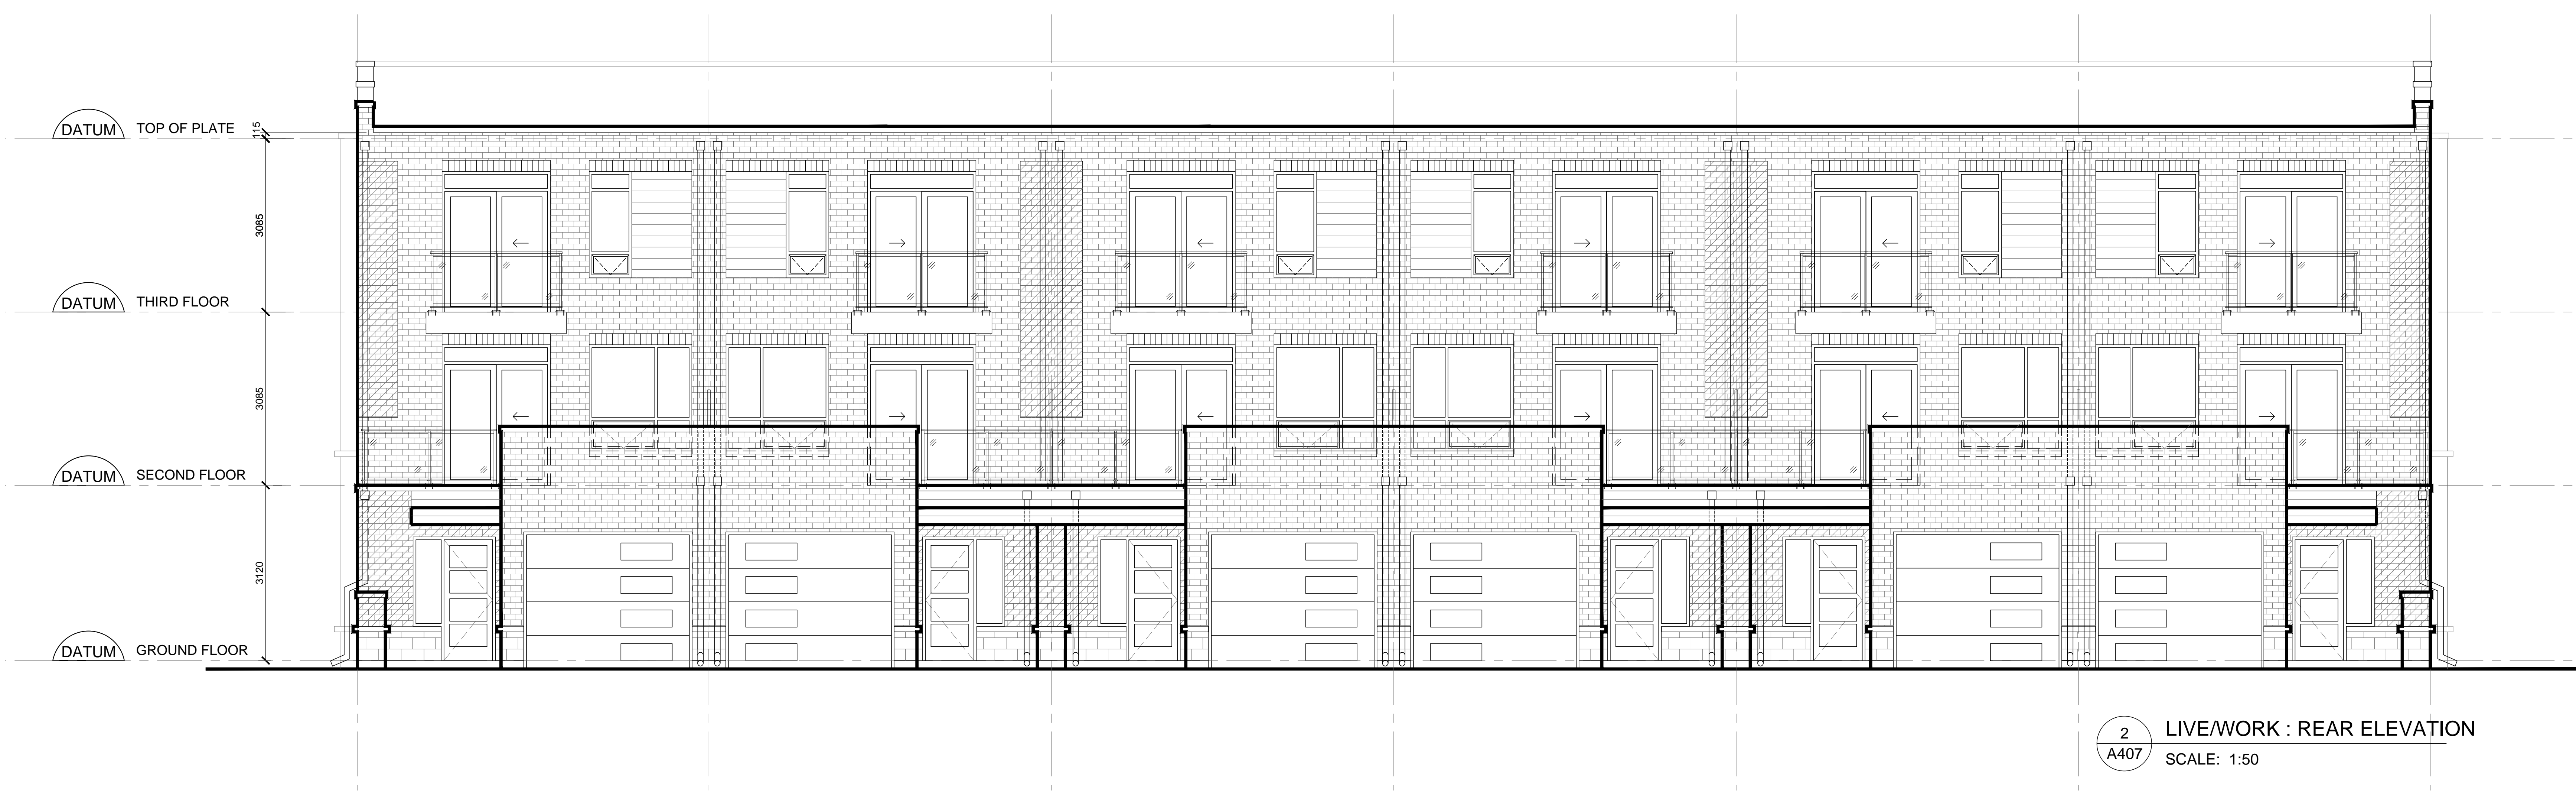 DATUM TOP OF PLATE
115
3085
DATUM THIRD FLOOR
3085
DATUM SECOND FLOOR
3120
DATUM GROUND FLOOR
2
A407
LIVE/WORK : REAR ELEVATION
SCALE: 1:50